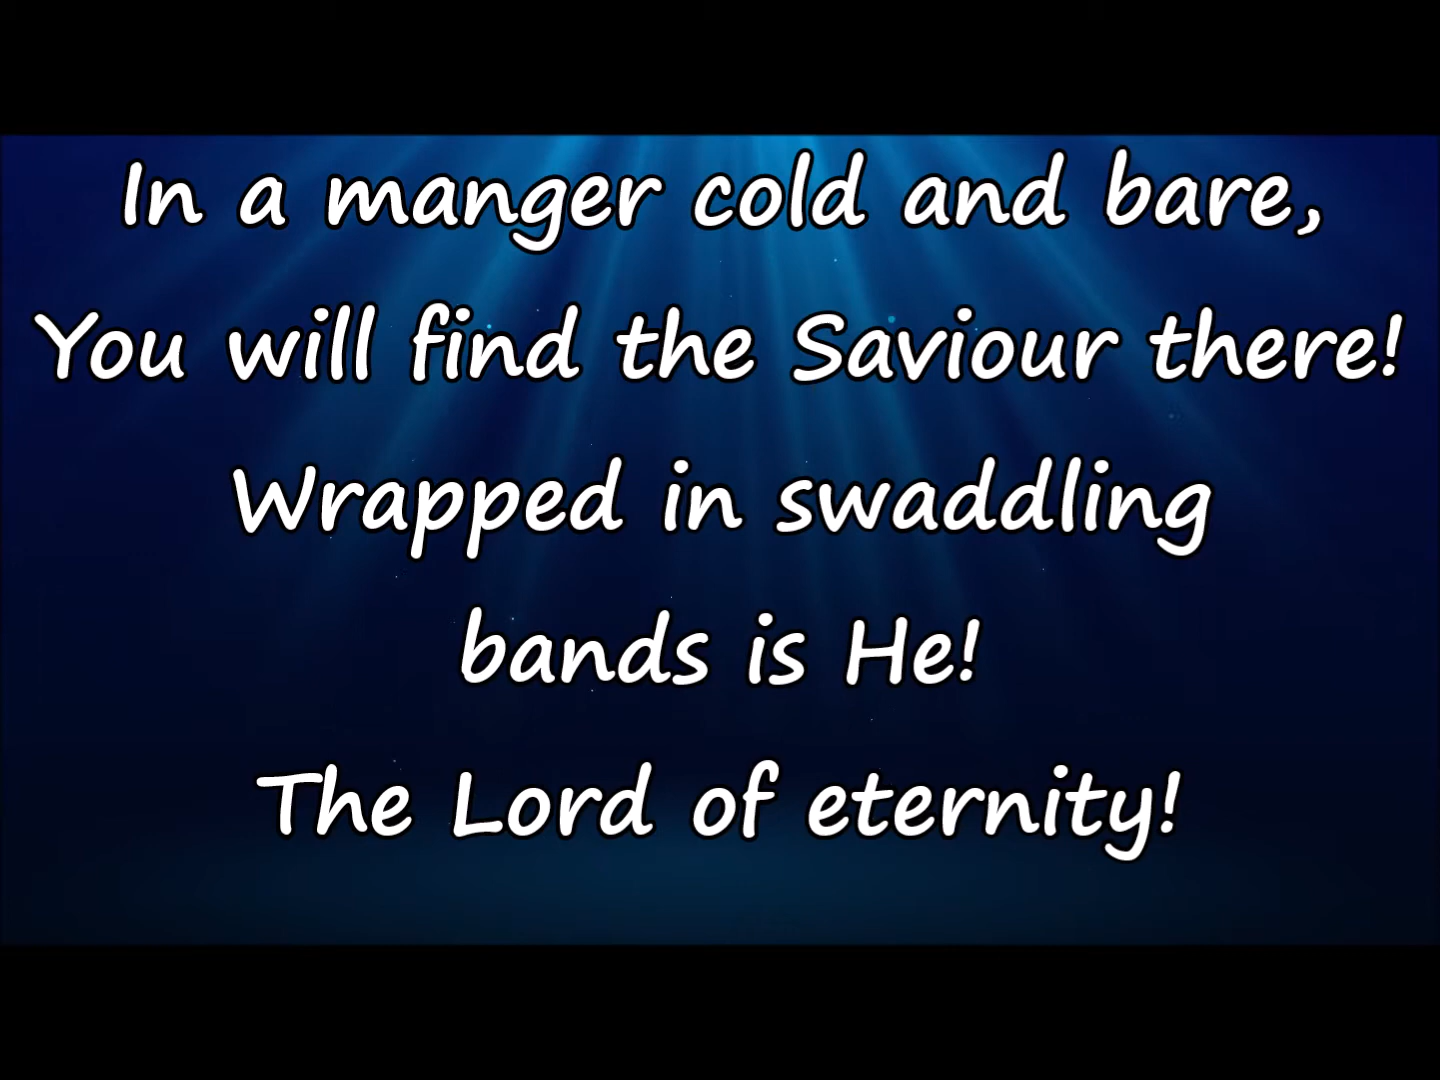 In a manger cold and bare,
You will find the Saviour there!
Wrapped in swaddling
bands is He!
The Lord of eternity!